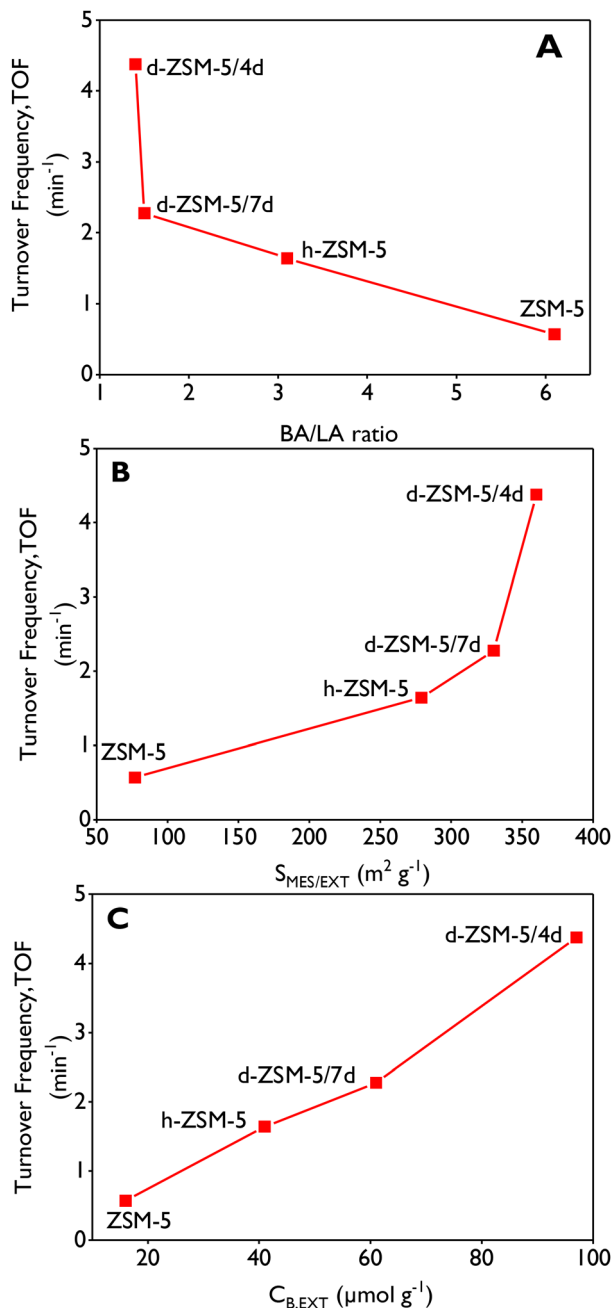 A
Turnover Frequency,TOF
(min⁻¹)
5
4
3
2
1
0
d-ZSM-5/4d
d-ZSM-5/7d
h-ZSM-5
ZSM-5
1 2 3 4 5 6
BA/LA ratio
B
Turnover Frequency,TOF
(min⁻¹)
5
4
3
2
1
0
d-ZSM-5/4d
d-ZSM-5/7d
h-ZSM-5
ZSM-5
50 100 150 200 250 300 350 400
S_MES/EXT (m² g⁻¹)
C
Turnover Frequency,TOF
(min⁻¹)
5
4
3
2
1
0
d-ZSM-5/4d
d-ZSM-5/7d
h-ZSM-5
ZSM-5
20 40 60 80 100
C_B,EXT (µmol g⁻¹)